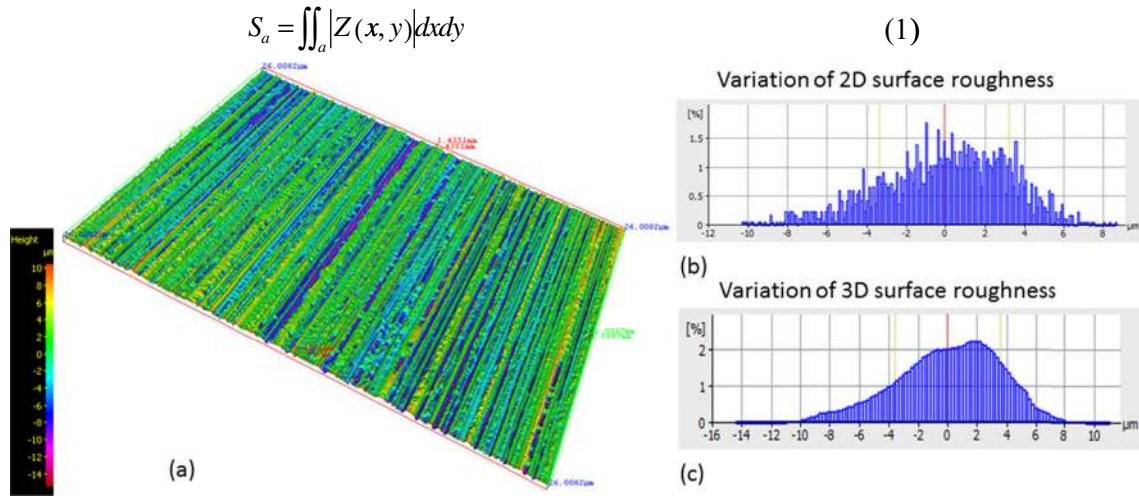 S_a = ∬_a |Z(x, y)| dxdy (1)
26.0082µm
1.4351mm
26.0082µm
26.0082µm
Height
µm
10
8
6
4
2
0
-2
-4
-6
-8
-10
-12
-14
(a)
Variation of 2D surface roughness
[%]
1.5
1
0.5
0
-12 -10 -8 -6 -4 -2 0 2 4 6 8 µm
(b)
Variation of 3D surface roughness
[%]
2
1
0
-16 -14 -12 -10 -8 -6 -4 -2 0 2 4 6 8 10 µm
(c)